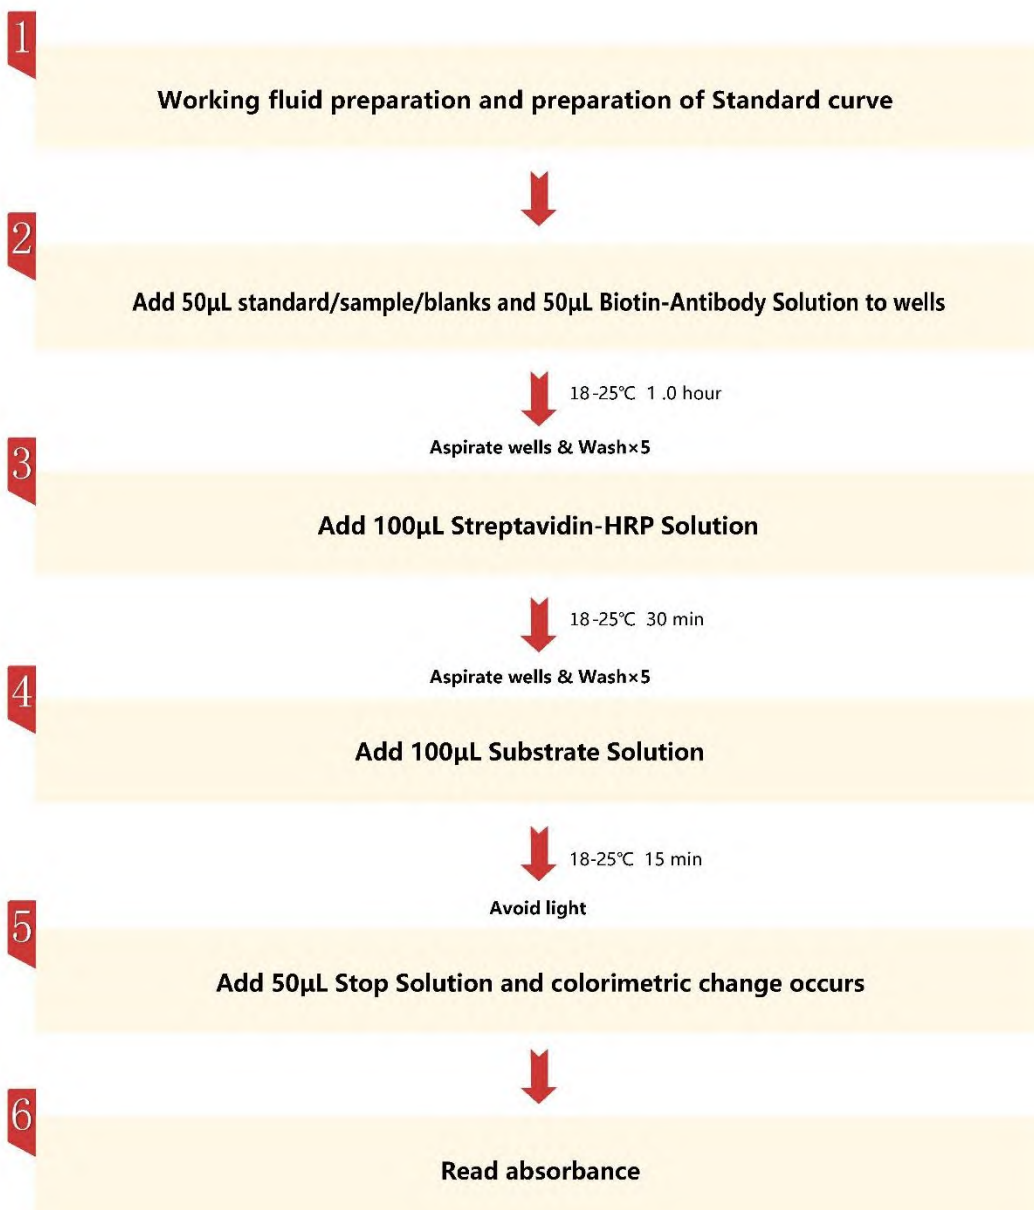 1
Working fluid preparation and preparation of Standard curve
2
Add 50μL standard/sample/blanks and 50μL Biotin-Antibody Solution to wells
18-25℃ 1 .0 hour
Aspirate wells & Wash×5
3
Add 100μL Streptavidin-HRP Solution
18-25℃ 30 min
Aspirate wells & Wash×5
4
Add 100μL Substrate Solution
18-25℃ 15 min
Avoid light
5
Add 50μL Stop Solution and colorimetric change occurs
6
Read absorbance